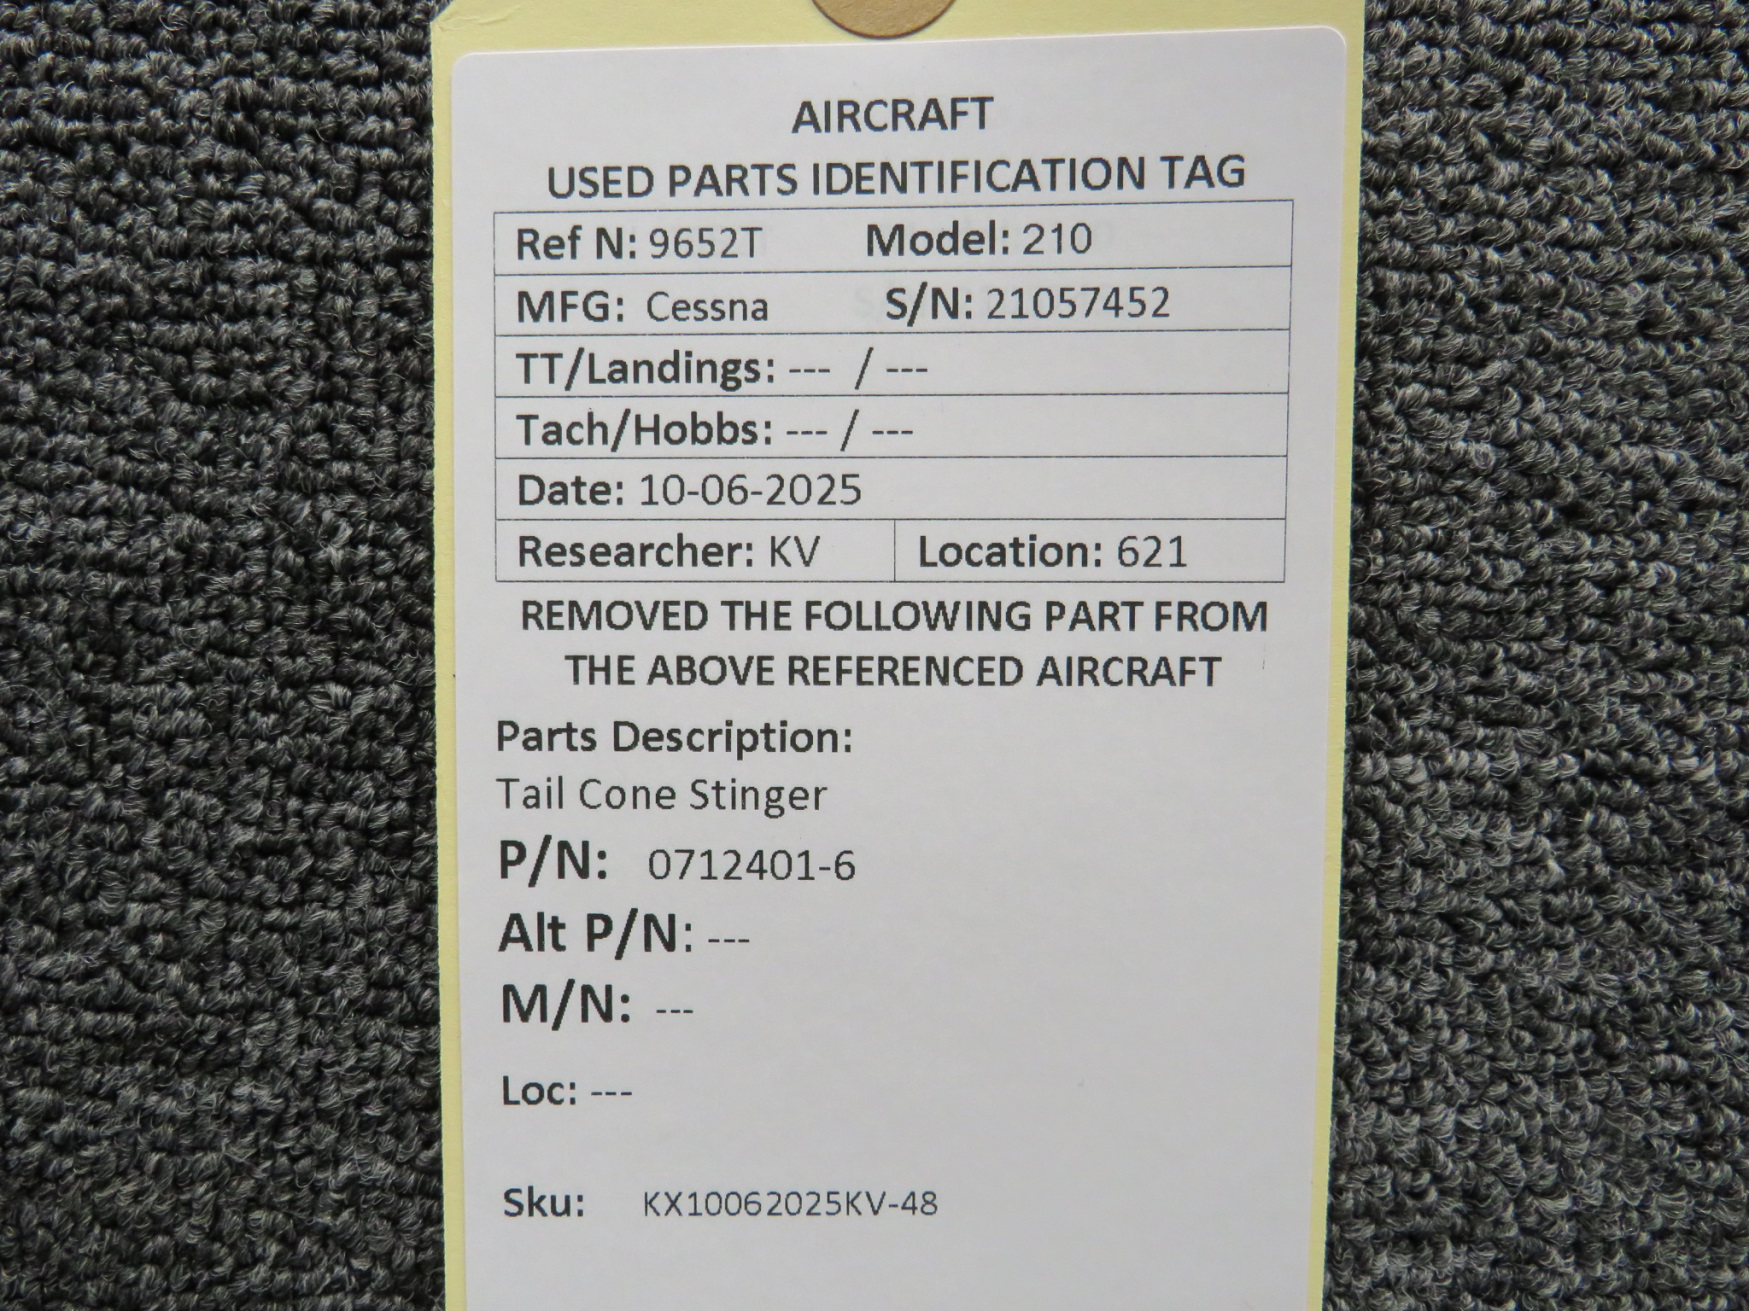 AIRCRAFT
USED PARTS IDENTIFICATION TAG
Ref N: 9652T Model: 210
MFG: Cessna S/N: 21057452
TT/Landings: --- / ---
Tach/Hobbs: --- / ---
Date: 10-06-2025
Researcher: KV Location: 621
REMOVED THE FOLLOWING PART FROM
THE ABOVE REFERENCED AIRCRAFT
Parts Description:
Tail Cone Stinger
P/N: 0712401-6
Alt P/N: ---
M/N: ---
Loc: ---
Sku: KX10062025KV-48